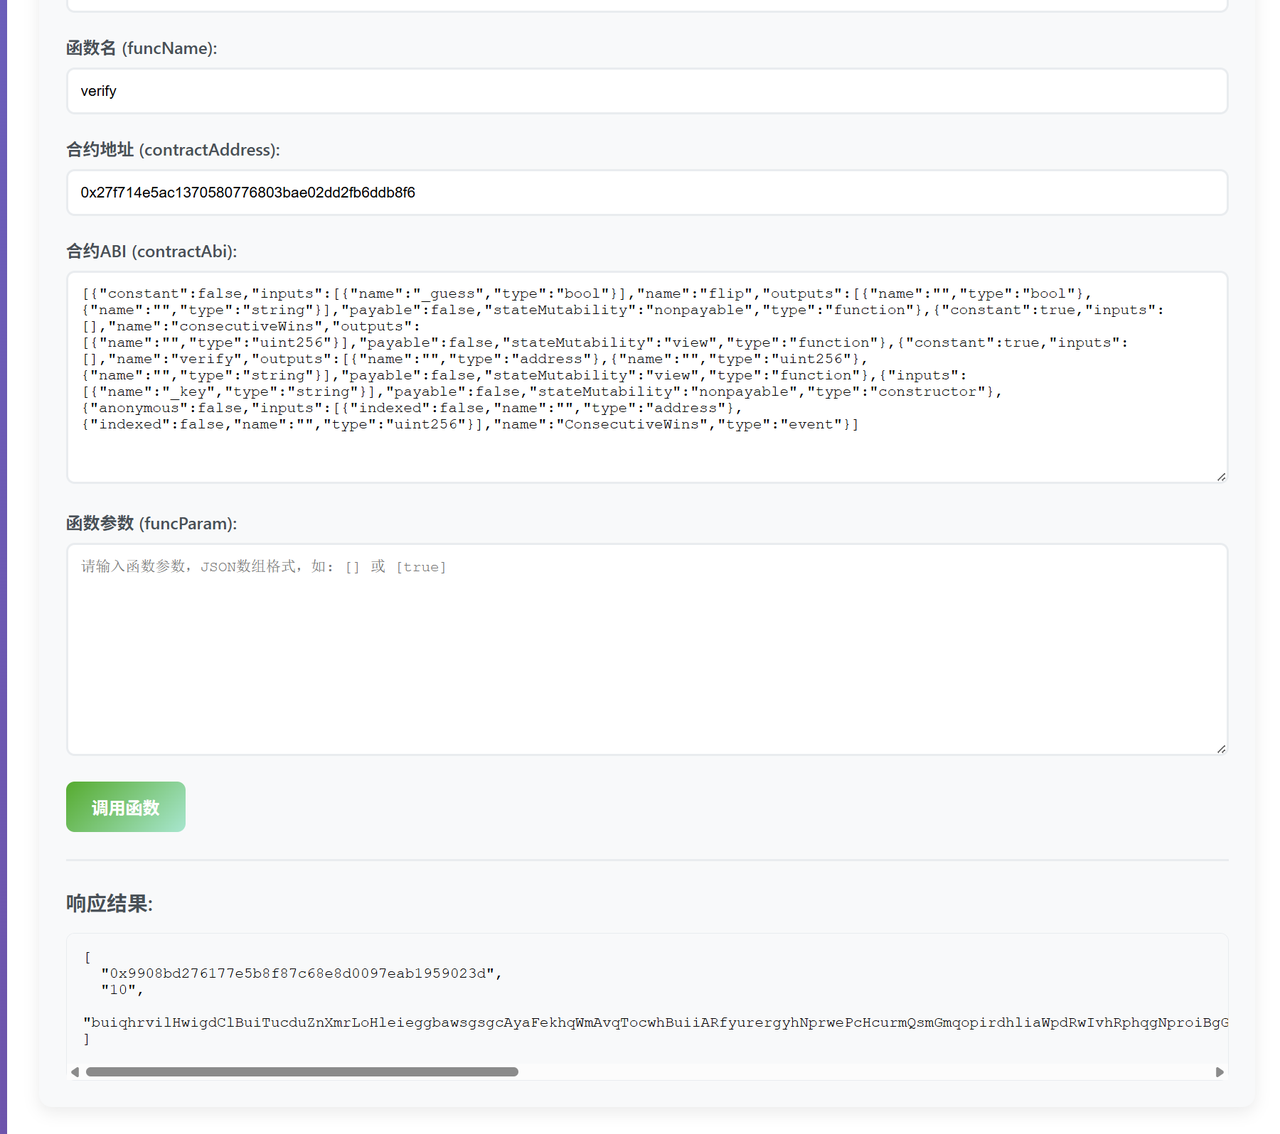 函数名 (funcName):
verify
合约地址 (contractAddress):
0x27f714e5ac1370580776803bae02dd2fb6ddb8f6
合约ABI (contractAbi):
[{"constant":false,"inputs":[{"name":"_guess","type":"bool"}],"name":"flip","outputs":[{"name":"","type":"bool"},
{"name":"","type":"string"}],"payable":false,"stateMutability":"nonpayable","type":"function"},{"constant":true,"inputs":
[],"name":"consecutiveWins","outputs":
[{"name":"","type":"uint256"}],"payable":false,"stateMutability":"view","type":"function"},{"constant":true,"inputs":
[],"name":"verify","outputs":[{"name":"","type":"address"},{"name":"","type":"uint256"},
{"name":"","type":"string"}],"payable":false,"stateMutability":"view","type":"function"},{"inputs":
[{"name":"_key","type":"string"}],"payable":false,"stateMutability":"nonpayable","type":"constructor"},
{"anonymous":false,"inputs":[{"indexed":false,"name":"","type":"address"},
{"indexed":false,"name":"","type":"uint256"}],"name":"ConsecutiveWins","type":"event"}]
函数参数 (funcParam):
请输入函数参数，JSON数组格式，如: [] 或 [true]
调用函数
响应结果:
[
"0x9908bd276177e5b8f87c68e8d0097eab1959023d",
"10",
"buiqhrvilHwigdClBuiTucduZnXmrLoHleieggbawsgsgcAyaFekhqWmAvqTocwhBuiiARfyurergyhNprwePcHcurmQsmGmqopirdhliaWpdRwIvhRphqgNproiBgG
]